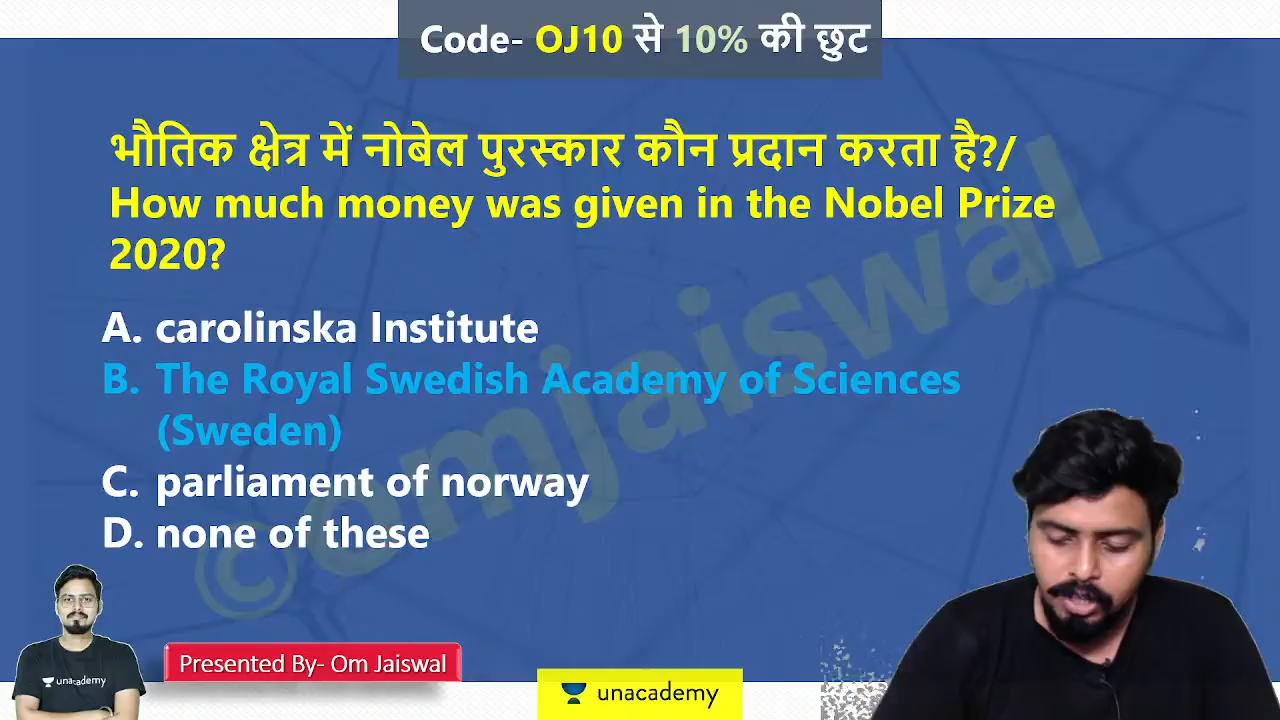 Code- OJ10 से 10% की छुट
भौतिक क्षेत्र में नोबेल पुरस्कार कौन प्रदान करता है?/
How much money was given in the Nobel Prize
2020?
A. carolinska Institute
B. The Royal Swedish Academy of Sciences
(Sweden)
C. parliament of norway
D. none of these
©omjaiswal
unacademy
Presented By- Om Jaiswal
unacademy